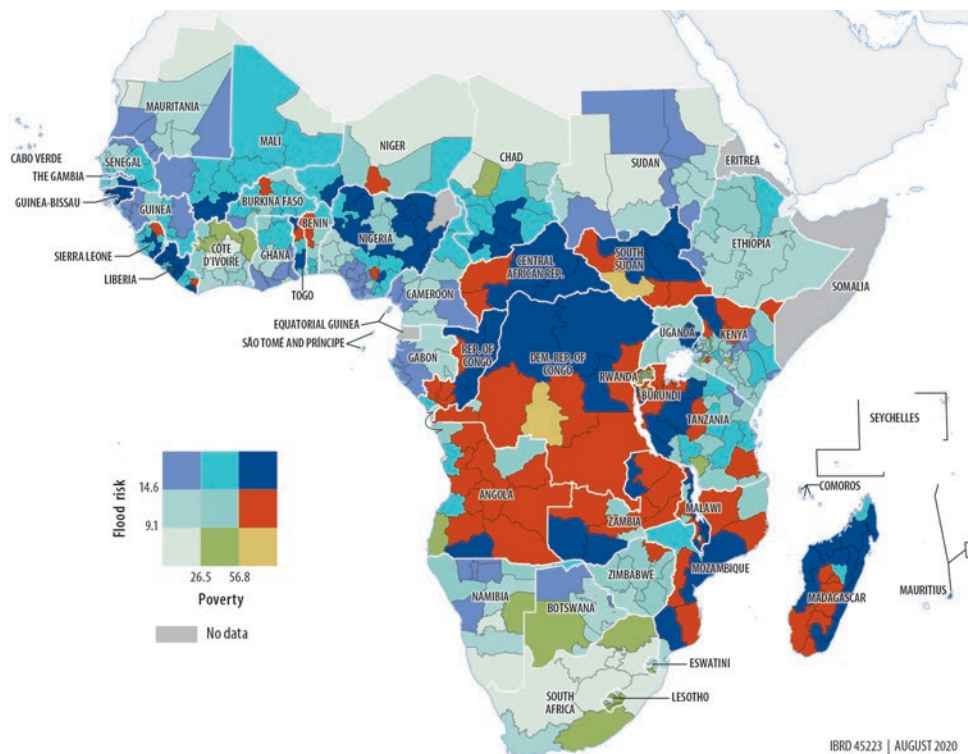 MAURITANIA
MALI
NIGER
CHAD
SUDAN
ERITREA
CABO VERDE
SENEGAL
THE GAMBIA
GUINEA-BISSAU
GUINEA
BURKINA FASO
BENIN
NIGERIA
CÔTE
D'IVOIRE
GHANA
SIERRA LEONE
LIBERIA
TOGO
CAMEROON
CENTRAL
AFRICAN REP.
SOUTH
SUDAN
ETHIOPIA
SOMALIA
EQUATORIAL GUINEA
SÃO TOMÉ AND PRÍNCIPE
GABON
REP. OF
CONGO
DEM. REP. OF
CONGO
UGANDA
KENYA
RWANDA
BURUNDI
TANZANIA
SEYCHELLES
COMOROS
ANGOLA
ZAMBIA
MALAWI
MOZAMBIQUE
ZIMBABWE
MADAGASCAR
MAURITIUS
NAMIBIA
BOTSWANA
ESWATINI
LESOTHO
SOUTH
AFRICA
Flood risk
14.6
9.1
26.5 56.8
Poverty
No data
IBRD 45223 | AUGUST 2020